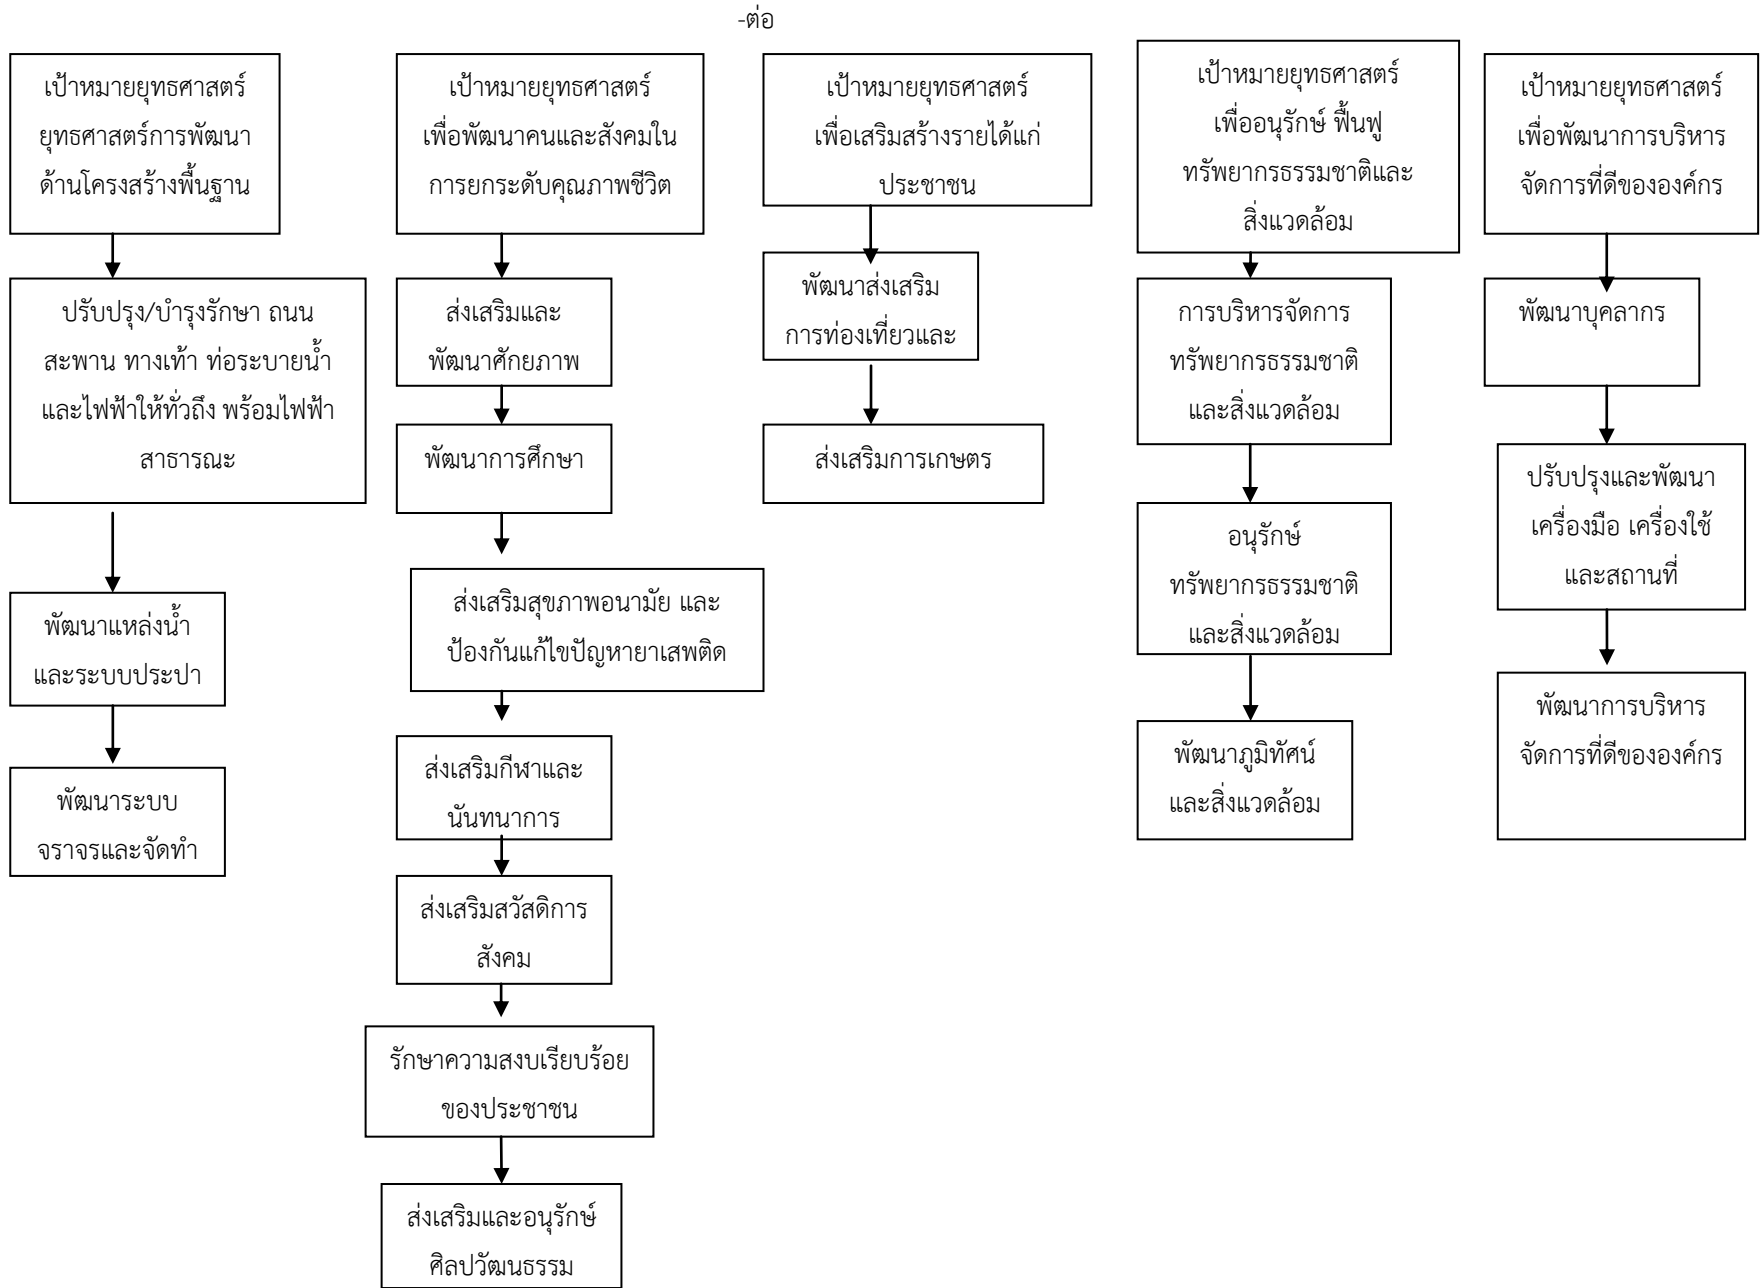 -ต่อ
เป้าหมายยุทธศาสตร์
ยุทธศาสตร์การพัฒนา
ด้านโครงสร้างพื้นฐาน
ปรับปรุง/บำรุงรักษา ถนน
สะพาน ทางเท้า ท่อระบายน้ำ
และไฟฟ้าให้ทั่วถึง พร้อมไฟฟ้า
สาธารณะ
พัฒนาแหล่งน้ำ
และระบบประปา
พัฒนาระบบ
จราจรและจัดทำ
เป้าหมายยุทธศาสตร์
เพื่อพัฒนาคนและสังคมใน
การยกระดับคุณภาพชีวิต
ส่งเสริมและ
พัฒนาศักยภาพ
พัฒนาการศึกษา
ส่งเสริมสุขภาพอนามัย และ
ป้องกันแก้ไขปัญหายาเสพติด
ส่งเสริมกีฬาและ
นันทนาการ
ส่งเสริมสวัสดิการ
สังคม
รักษาความสงบเรียบร้อย
ของประชาชน
ส่งเสริมและอนุรักษ์
ศิลปวัฒนธรรม
เป้าหมายยุทธศาสตร์
เพื่อเสริมสร้างรายได้แก่
ประชาชน
พัฒนาส่งเสริม
การท่องเที่ยวและ
ส่งเสริมการเกษตร
เป้าหมายยุทธศาสตร์
เพื่ออนุรักษ์ ฟื้นฟู
ทรัพยากรธรรมชาติและ
สิ่งแวดล้อม
การบริหารจัดการ
ทรัพยากรธรรมชาติ
และสิ่งแวดล้อม
อนุรักษ์
ทรัพยากรธรรมชาติ
และสิ่งแวดล้อม
พัฒนาภูมิทัศน์
และสิ่งแวดล้อม
เป้าหมายยุทธศาสตร์
เพื่อพัฒนาการบริหาร
จัดการที่ดีขององค์กร
พัฒนาบุคลากร
ปรับปรุงและพัฒนา
เครื่องมือ เครื่องใช้
และสถานที่
พัฒนาการบริหาร
จัดการที่ดีขององค์กร